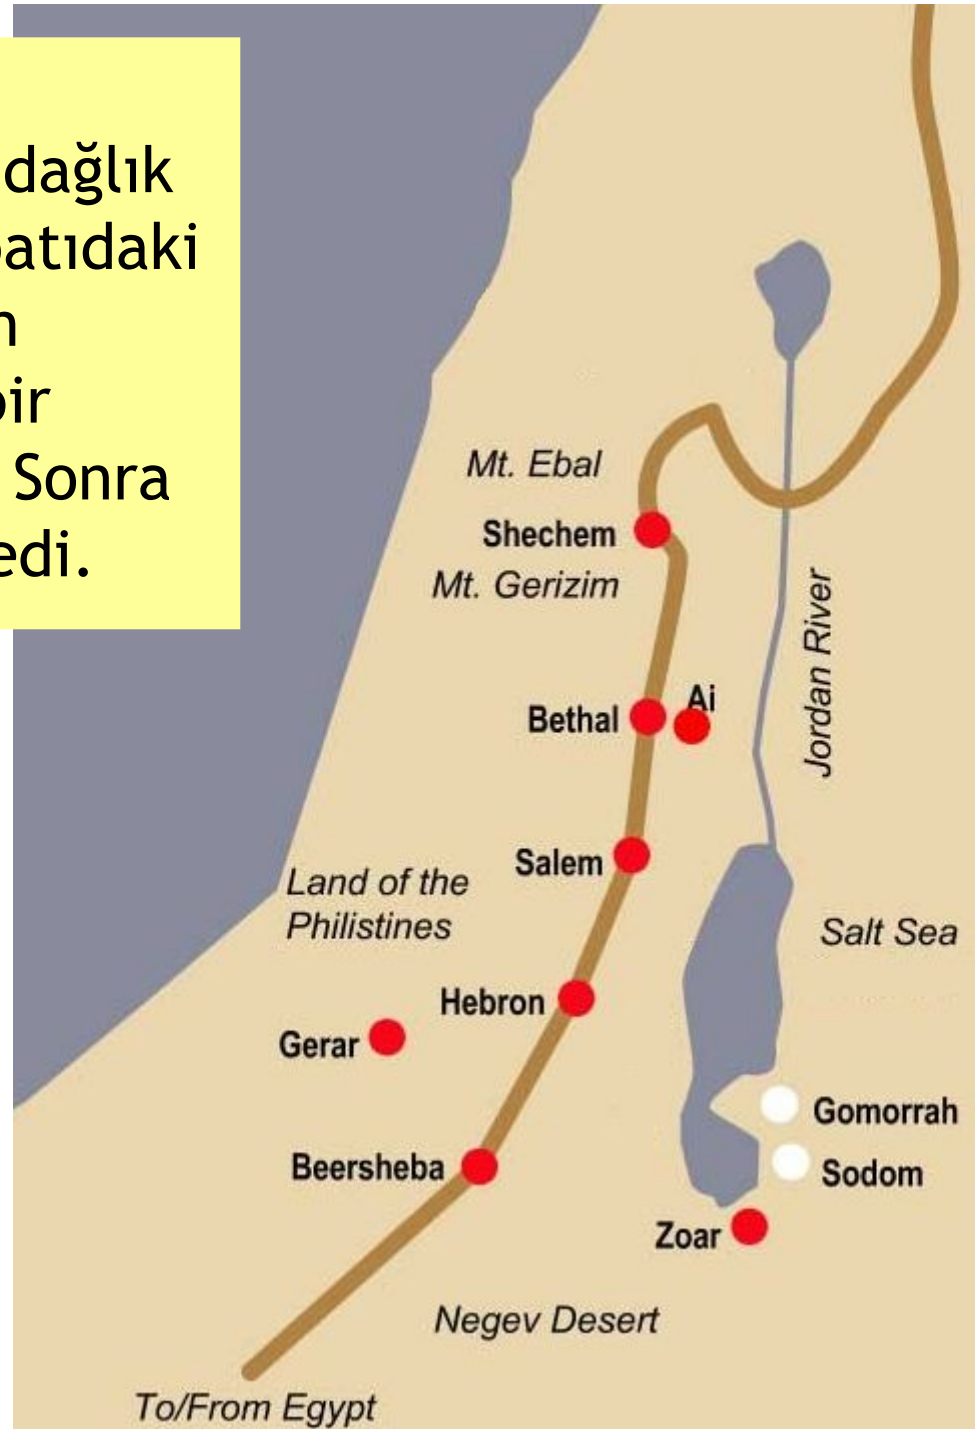 dağlık
batıdaki
n
bir
Sonra
edi.
Mt. Ebal
Shechem
Mt. Gerizim
Jordan River
Ai
Bethal
Salem
Land of the
Philistines
Salt Sea
Hebron
Gerar
Gomorrah
Beersheba
Sodom
Zoar
Negev Desert
To/From Egypt